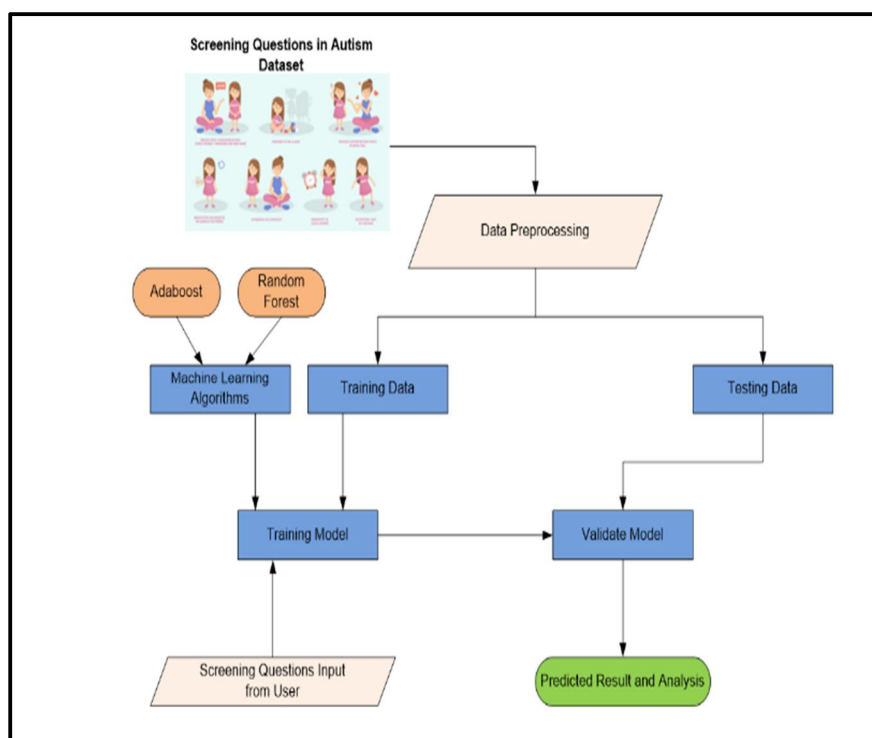 Screening Questions in Autism
Dataset
Data Preprocessing
Adaboost
Random
Forest
Machine Learning
Algorithms
Training Data
Testing Data
Training Model
Validate Model
Screening Questions Input
from User
Predicted Result and Analysis